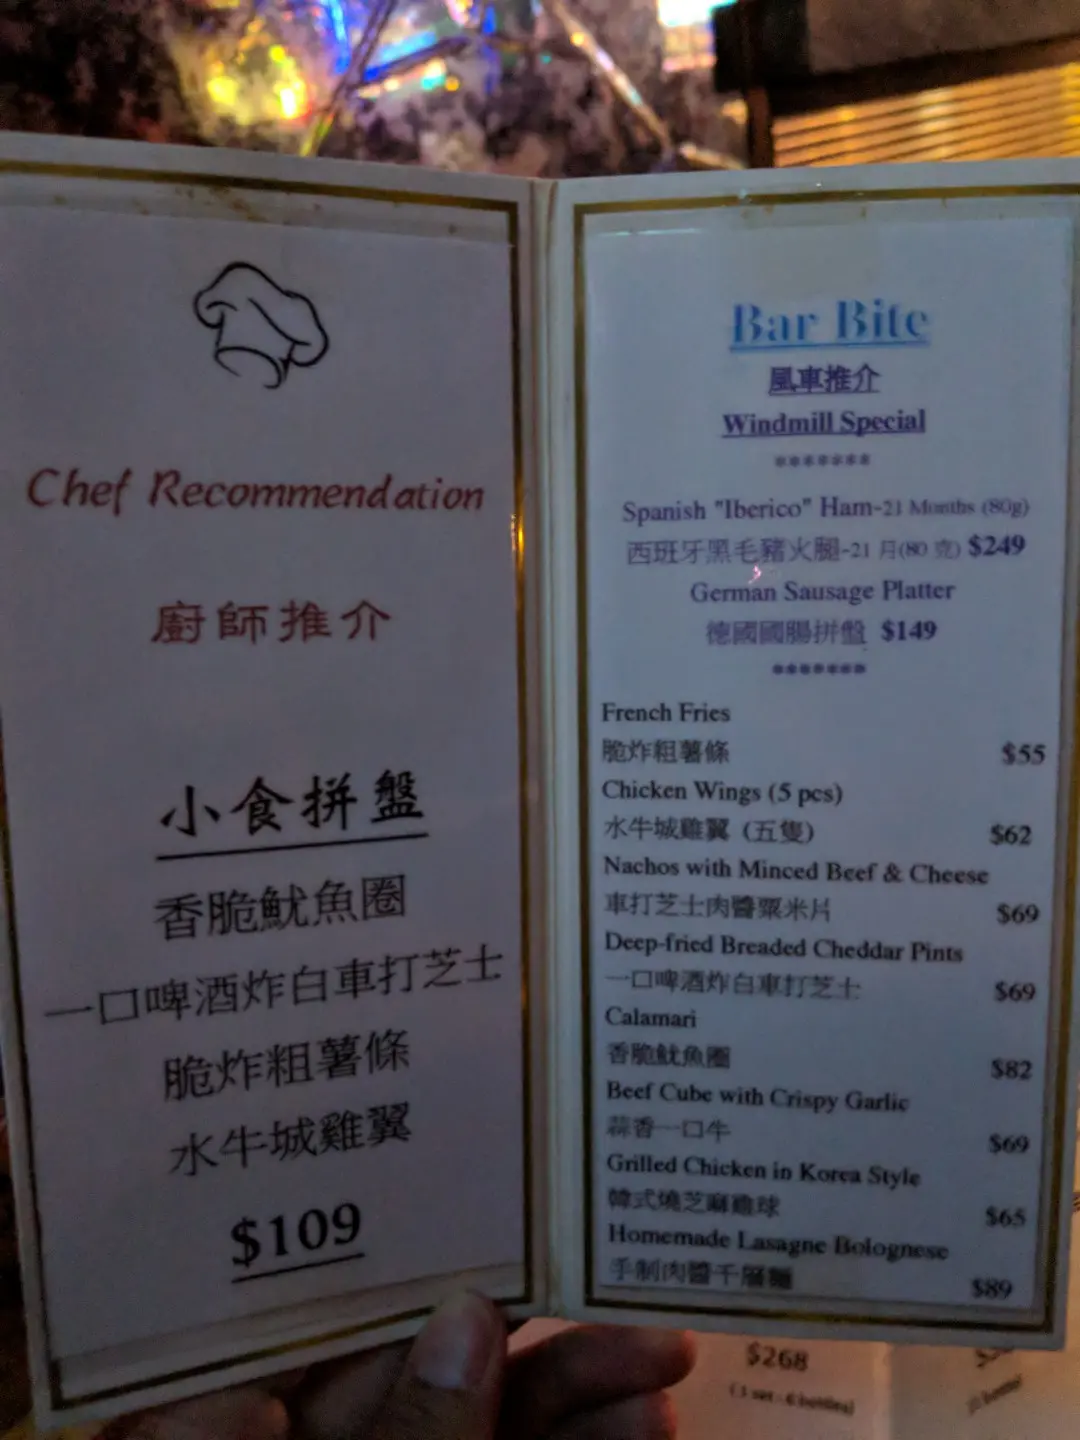 Chef Recommendation
廚師推介
小食拼盤
香脆魷魚圈
一口啤酒炸白車打芝士
脆炸粗薯條
水牛城雞翼
$109
Bar Bite
風車推介
Windmill Special
*******
Spanish "Iberico" Ham-21 Months (80g)
西班牙黑毛豬火腿-21 月(80 克) $249
German Sausage Platter
德國國腸拼盤 $149
*******
French Fries
脆炸粗薯條 $55
Chicken Wings (5 pcs)
水牛城雞翼 (五隻) $62
Nachos with Minced Beef & Cheese
車打芝士肉醬粟米片 $69
Deep-fried Breaded Cheddar Pints
一口啤酒炸白車打芝士 $69
Calamari
香脆魷魚圈 $82
Beef Cube with Crispy Garlic
蒜香一口牛 $69
Grilled Chicken in Korea Style
韓式燒芝麻雞球 $65
Homemade Lasagne Bolognese
手制肉醬千層麵 $89
$268
(1 set - 6 bottles)